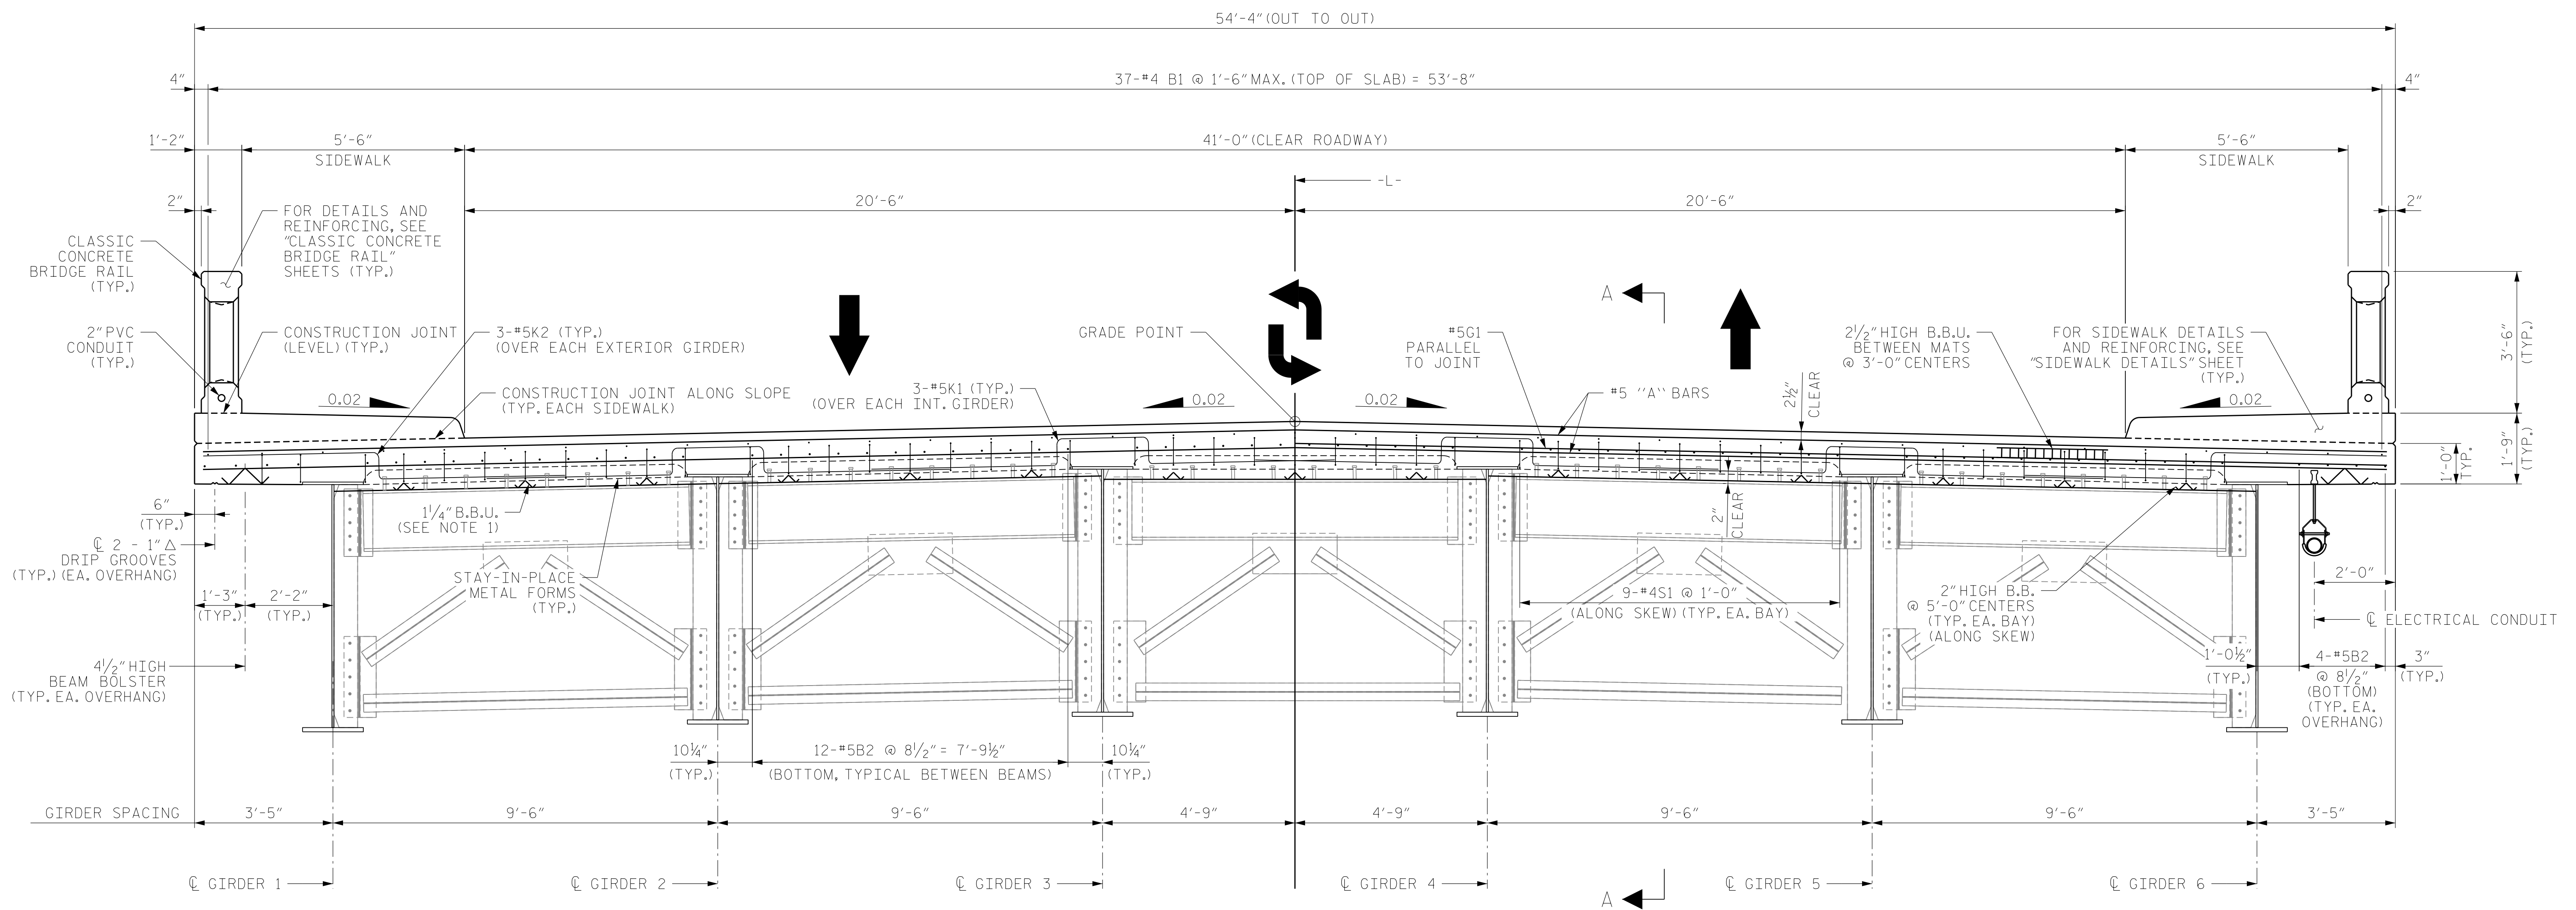 54'-4" (OUT TO OUT)
4"
37-#4 B1 @ 1'-6" MAX. (TOP OF SLAB) = 53'-8"
4"
1'-2"
5'-6"
SIDEWALK
41'-0" (CLEAR ROADWAY)
5'-6"
SIDEWALK
-L-
2"
20'-6"
20'-6"
2"
FOR DETAILS AND
REINFORCING, SEE
"CLASSIC CONCRETE
BRIDGE RAIL"
SHEETS (TYP.)
CLASSIC
CONCRETE
BRIDGE RAIL
(TYP.)
2" PVC
CONDUIT
(TYP.)
CONSTRUCTION JOINT
(LEVEL) (TYP.)
3-#5K2 (TYP.)
(OVER EACH EXTERIOR GIRDER)
CONSTRUCTION JOINT ALONG SLOPE
(TYP. EACH SIDEWALK)
0.02
3-#5K1 (TYP.)
(OVER EACH INT. GIRDER)
GRADE POINT
0.02
0.02
#5G1
PARALLEL
TO JOINT
A
#5 ''A'' BARS
2½"
CLEAR
2½" HIGH B.B.U.
BETWEEN MATS
@ 3'-0" CENTERS
FOR SIDEWALK DETAILS
AND REINFORCING, SEE
"SIDEWALK DETAILS" SHEET
(TYP.)
0.02
3'-6"
(TYP.)
1'-9"
(TYP.)
1'-0"
TYP.
6"
(TYP.)
℄ 2 - 1" △
DRIP GROOVES
(TYP.) (EA. OVERHANG)
1¼" B.B.U.
(SEE NOTE 1)
STAY-IN-PLACE
METAL FORMS
(TYP.)
2"
CLEAR
1'-3"
(TYP.)
2'-2"
(TYP.)
4½" HIGH
BEAM BOLSTER
(TYP. EA. OVERHANG)
9-#4S1 @ 1'-0"
(ALONG SKEW) (TYP. EA. BAY)
2" HIGH B.B.
@ 5'-0" CENTERS
(TYP. EA. BAY)
(ALONG SKEW)
2'-0"
℄ ELECTRICAL CONDUIT
1'-0½"
(TYP.)
4-#5B2
@ 8½"
(BOTTOM)
(TYP. EA.
OVERHANG)
3"
(TYP.)
10¼"
(TYP.)
12-#5B2 @ 8½" = 7'-9½"
(BOTTOM, TYPICAL BETWEEN BEAMS)
10¼"
(TYP.)
GIRDER SPACING
3'-5"
9'-6"
9'-6"
4'-9"
4'-9"
9'-6"
9'-6"
3'-5"
℄ GIRDER 1
℄ GIRDER 2
℄ GIRDER 3
℄ GIRDER 4
℄ GIRDER 5
℄ GIRDER 6
A